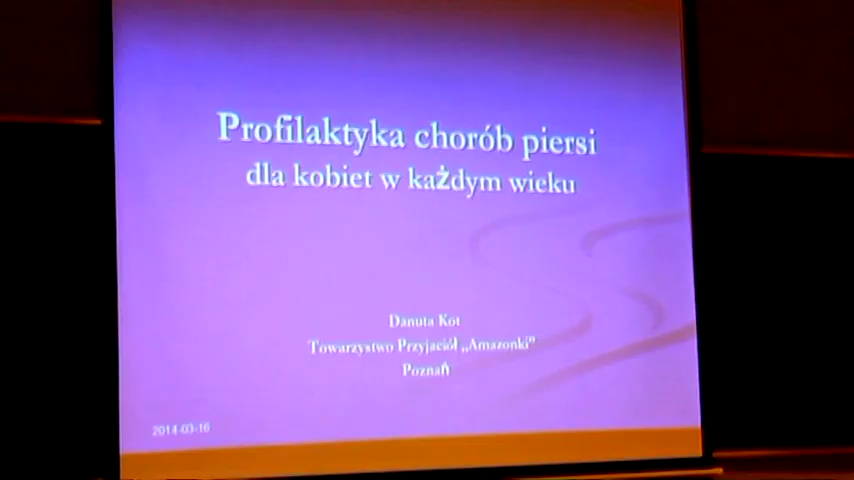 Profilaktyka chorób piersi
dla kobiet w każdym wieku
Danuta Kot
Towarzystwo Przyjaciół „Amazonki”
Poznań
2014-03-16